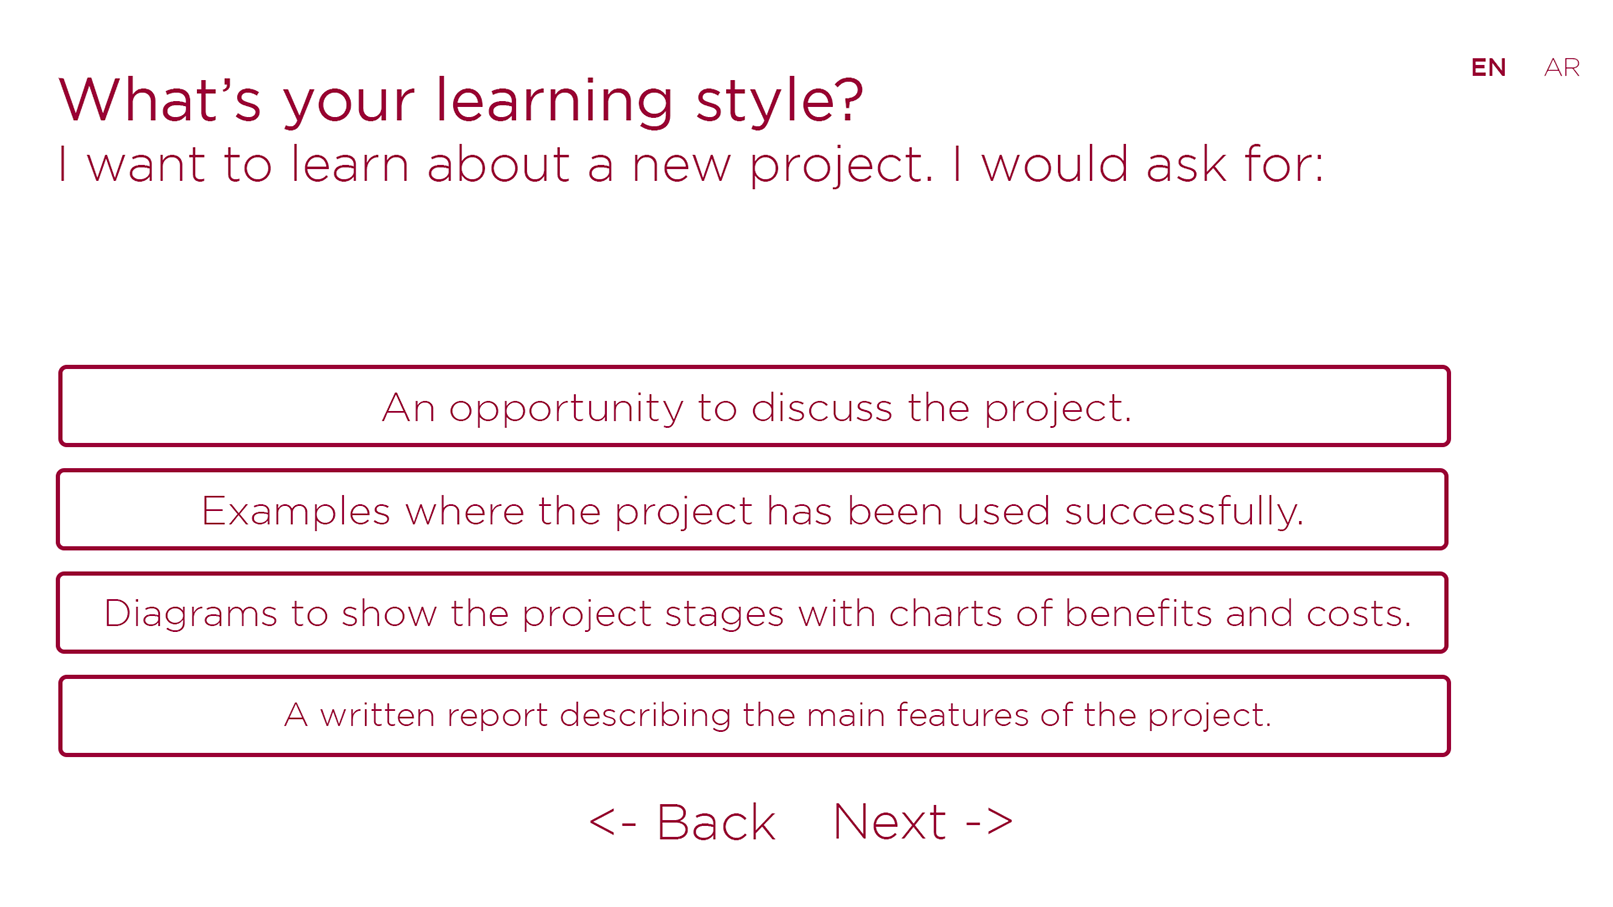 EN AR
What’s your learning style?
I want to learn about a new project. I would ask for:
An opportunity to discuss the project.
Examples where the project has been used successfully.
Diagrams to show the project stages with charts of benefits and costs.
A written report describing the main features of the project.
<- Back Next ->